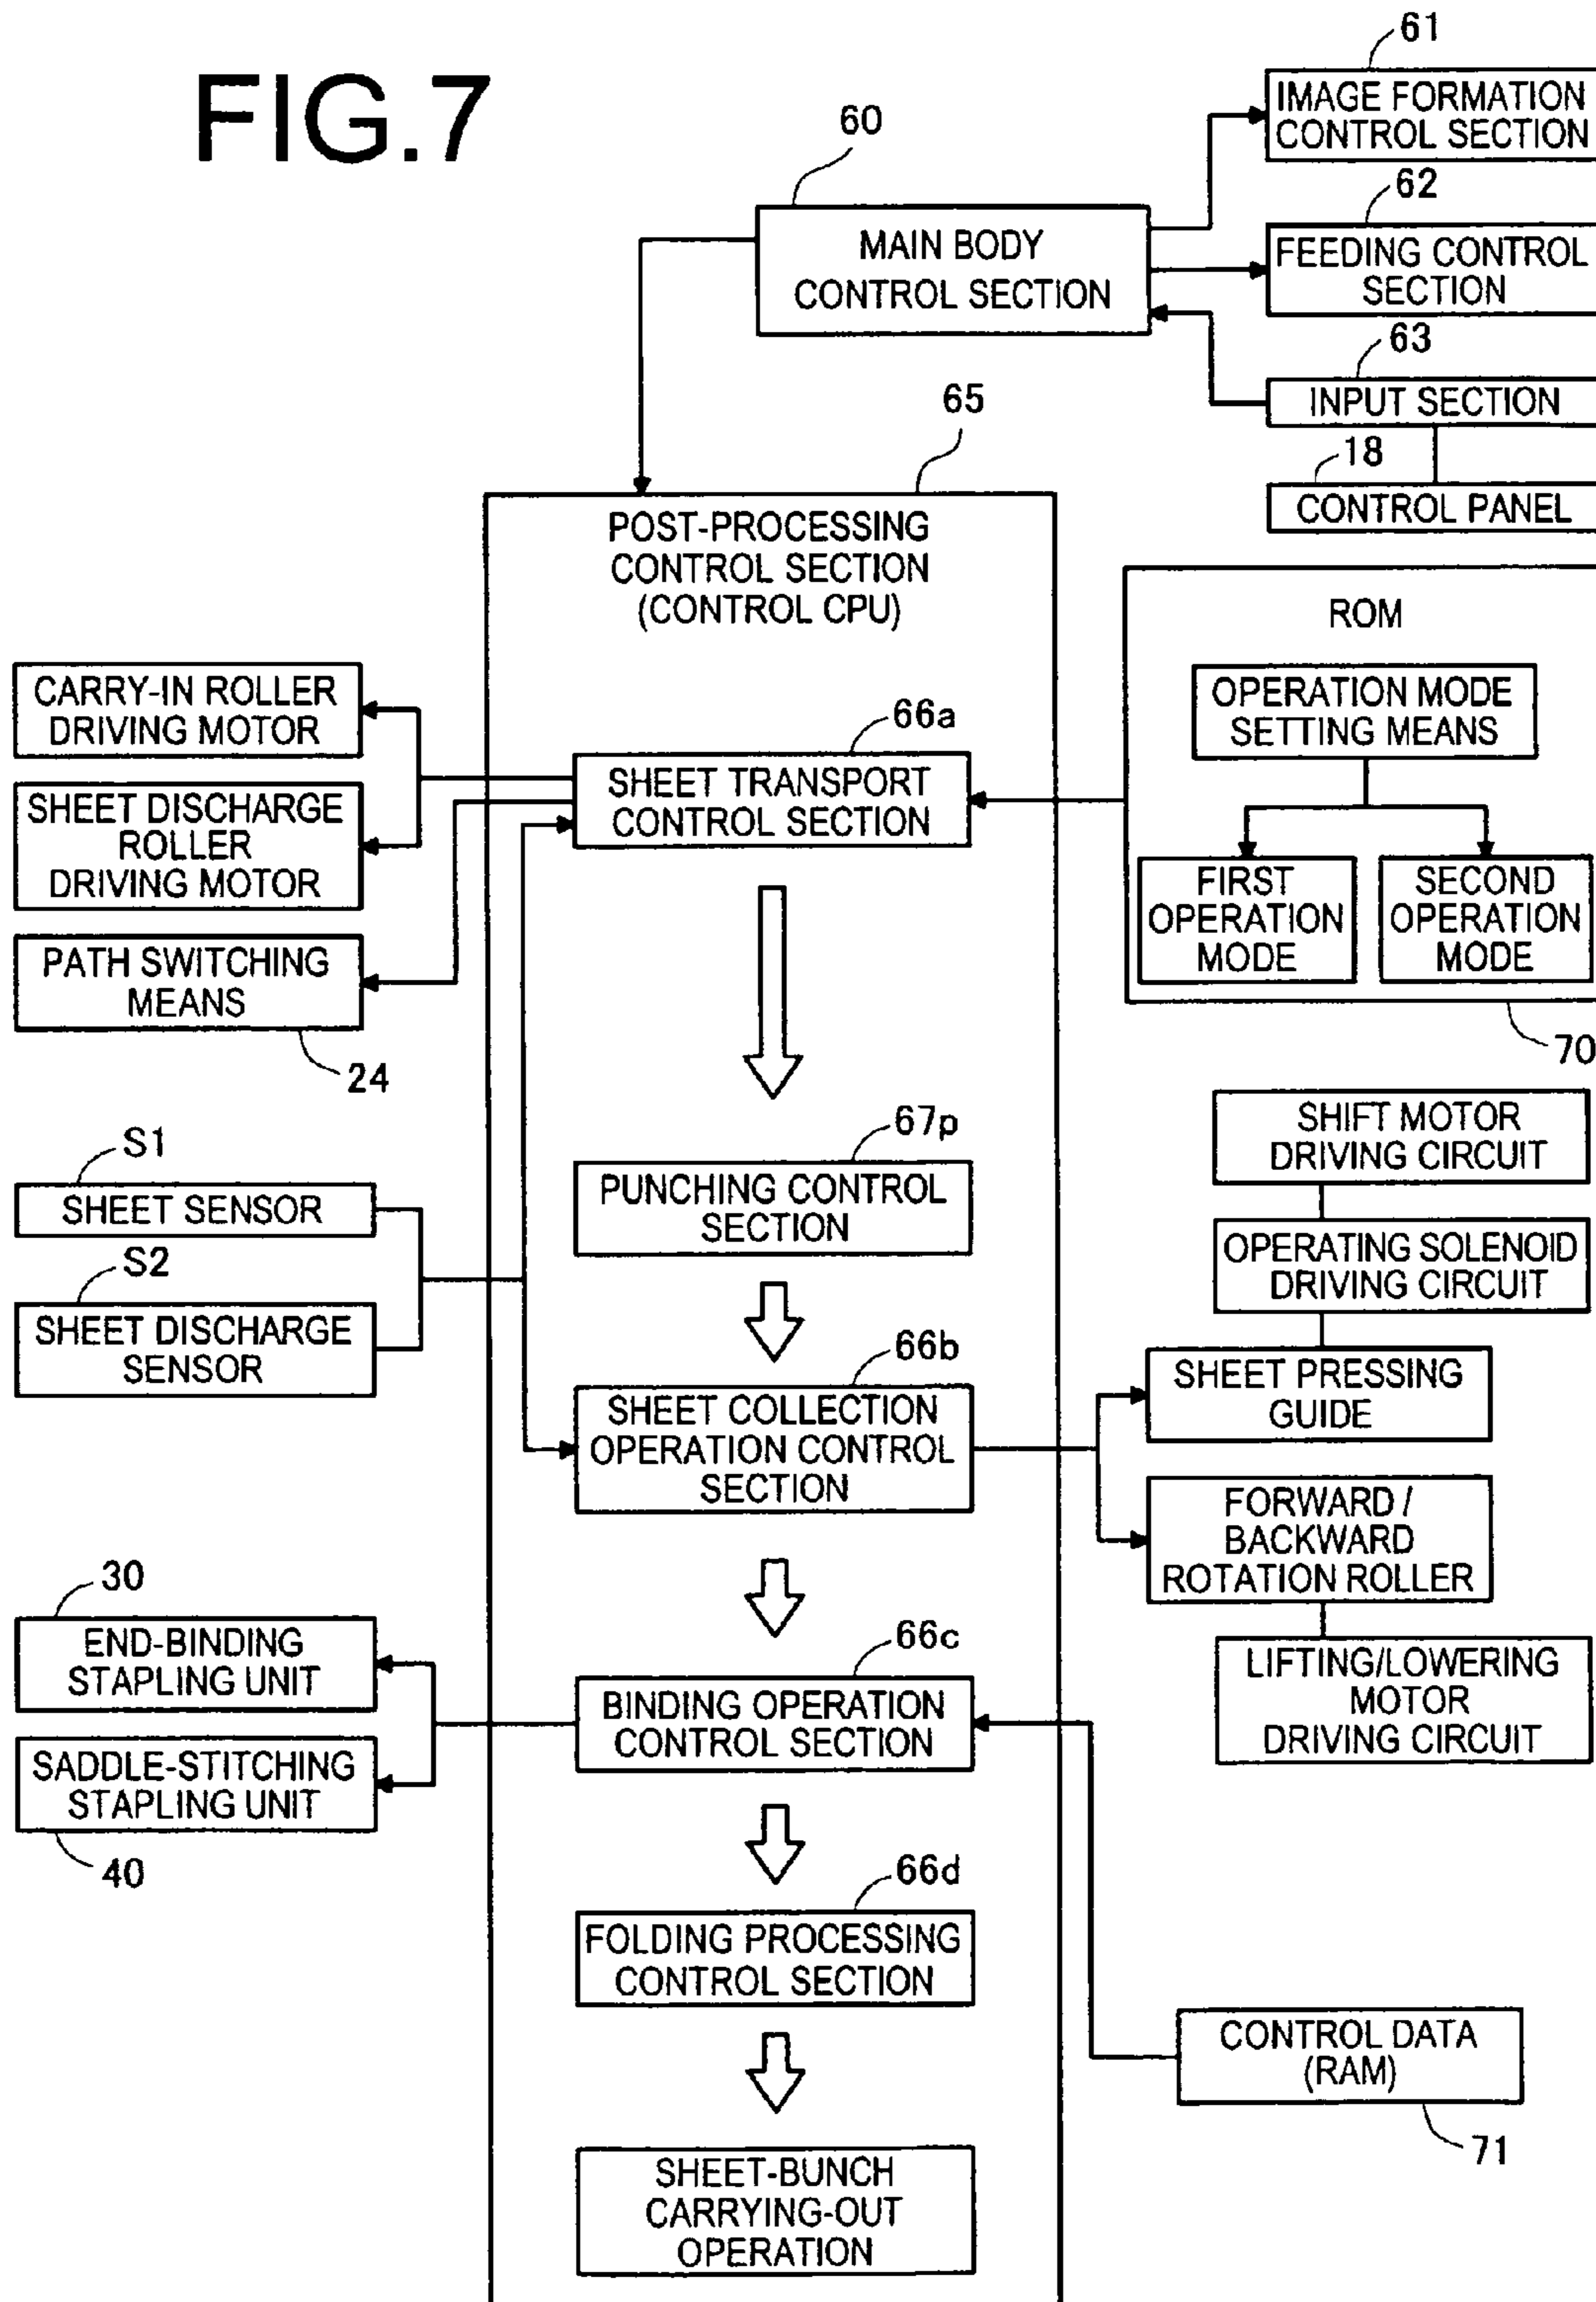 FIG.7
61
IMAGE FORMATION
CONTROL SECTION
60
MAIN BODY
CONTROL SECTION
62
FEEDING CONTROL
SECTION
63
INPUT SECTION
18
CONTROL PANEL
65
POST-PROCESSING
CONTROL SECTION
(CONTROL CPU)
ROM
OPERATION MODE
SETTING MEANS
FIRST
OPERATION
MODE
SECOND
OPERATION
MODE
70
CARRY-IN ROLLER
DRIVING MOTOR
SHEET DISCHARGE
ROLLER
DRIVING MOTOR
PATH SWITCHING
MEANS
24
66a
SHEET TRANSPORT
CONTROL SECTION
67p
PUNCHING CONTROL
SECTION
S1
SHEET SENSOR
S2
SHEET DISCHARGE
SENSOR
66b
SHEET COLLECTION
OPERATION CONTROL
SECTION
SHIFT MOTOR
DRIVING CIRCUIT
OPERATING SOLENOID
DRIVING CIRCUIT
SHEET PRESSING
GUIDE
FORWARD /
BACKWARD
ROTATION ROLLER
LIFTING/LOWERING
MOTOR
DRIVING CIRCUIT
30
END-BINDING
STAPLING UNIT
SADDLE-STITCHING
STAPLING UNIT
40
66c
BINDING OPERATION
CONTROL SECTION
66d
FOLDING PROCESSING
CONTROL SECTION
CONTROL DATA
(RAM)
71
SHEET-BUNCH
CARRYING-OUT
OPERATION